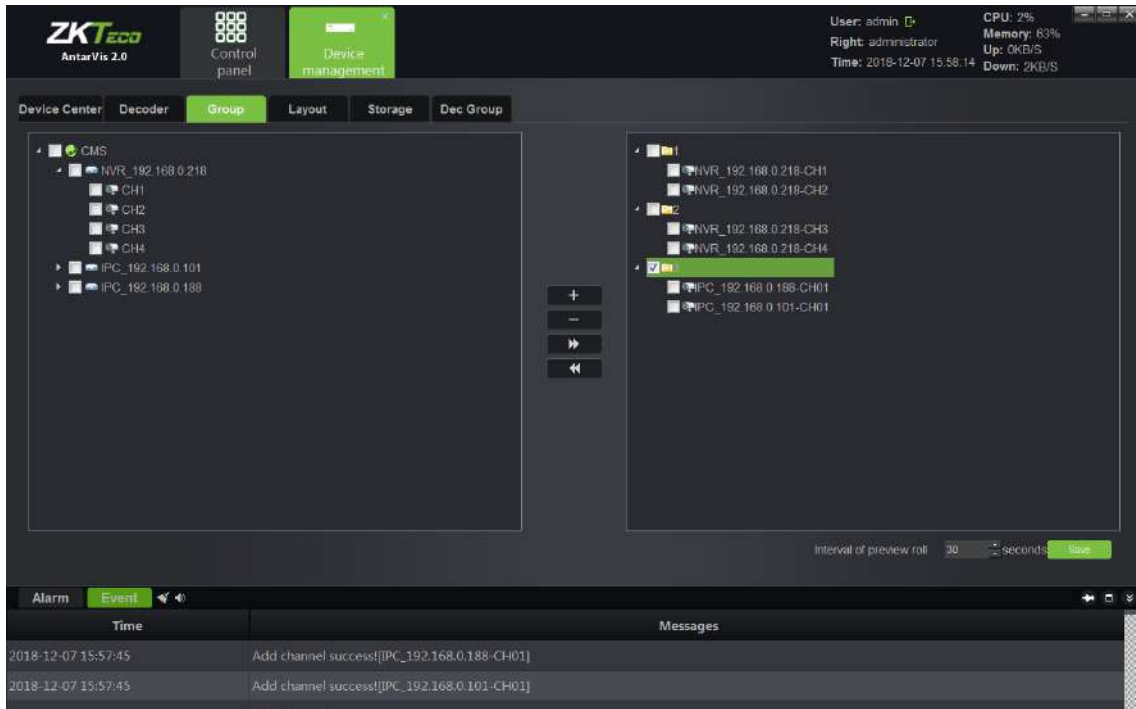 ZKTeco
AntarVis 2.0
Control panel
Device management
User: admin
Right: administrator
Time: 2018-12-07 15:58:14
CPU: 2%
Memory: 63%
Up: 0KB/S
Down: 2KB/S
Device Center Decoder Group Layout Storage Dec Group
CMS
NVR_192.168.0.218
CH1
CH2
CH3
CH4
IPC_192.168.0.101
IPC_192.168.0.188
1
NVR_192.168.0.218-CH1
NVR_192.168.0.218-CH2
2
NVR_192.168.0.218-CH3
NVR_192.168.0.218-CH4
IPC_192.168.0.188-CH01
IPC_192.168.0.101-CH01
Interval of preview roll 30 seconds Save
Alarm Event
Time Messages
2018-12-07 15:57:45 Add channel success![IPC_192.168.0.188-CH01]
2018-12-07 15:57:45 Add channel success![IPC_192.168.0.101-CH01]